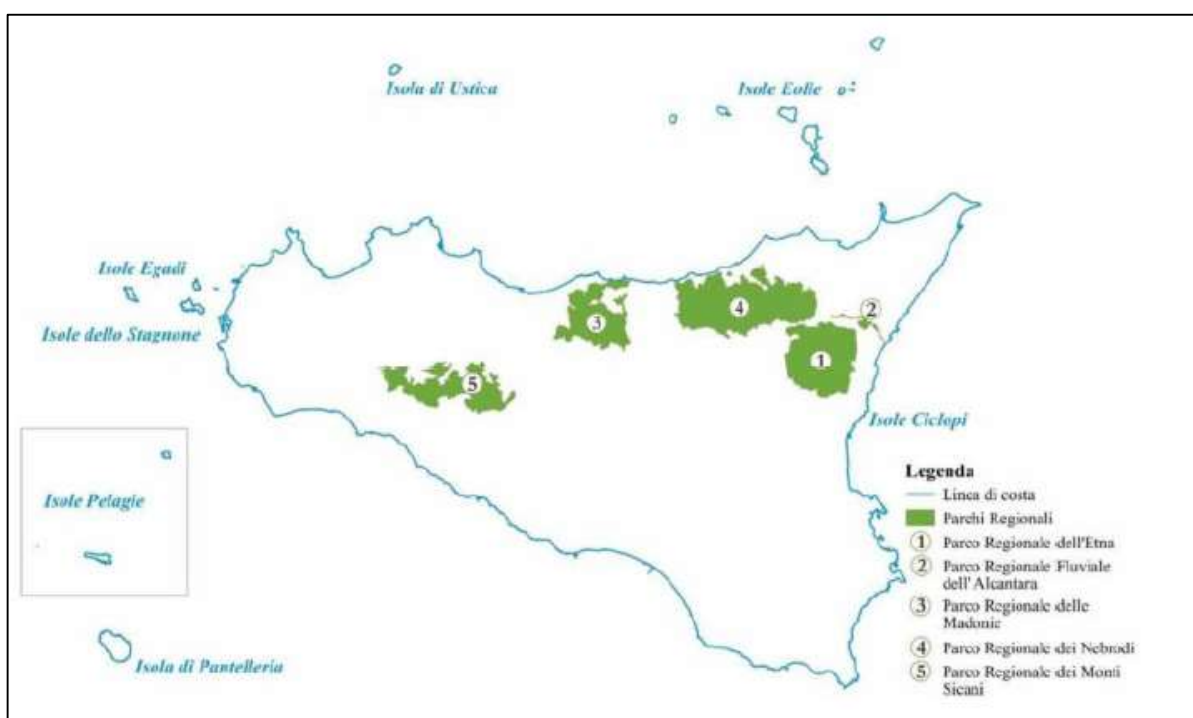 Isola di Ustica
Isole Eolie
Isole Egadi
Isole dello Stagnone
3
4
2
1
5
Isole Ciclopi
Isole Pelagie
Isola di Pantelleria
Legenda
Linea di costa
Parchi Regionali
1 Parco Regionale dell'Etna
2 Parco Regionale Fluviale
dell'Alcantara
3 Parco Regionale delle
Madonie
4 Parco Regionale dei Nebrodi
5 Parco Regionale dei Monti
Sicani